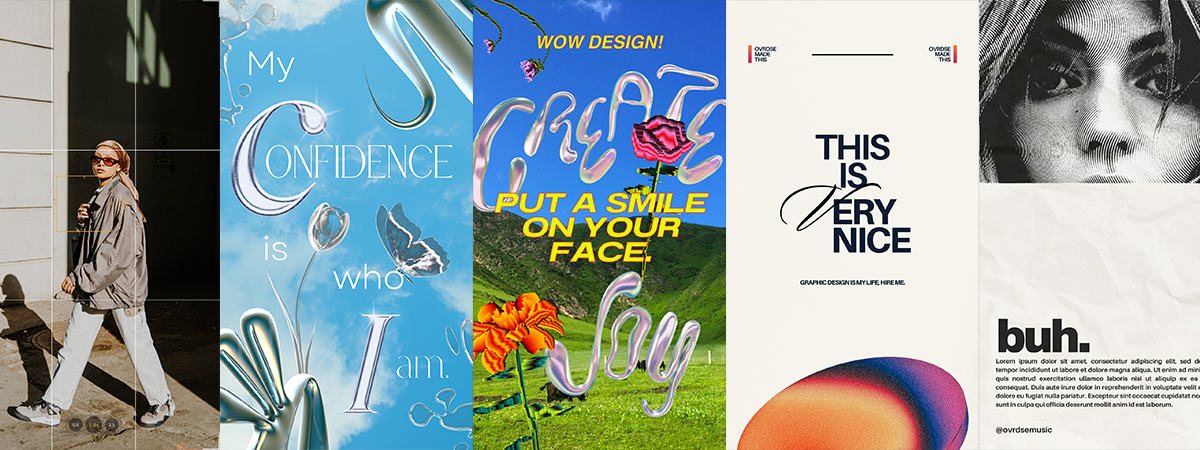 My
CONFIDENCE
is
who
I
am.
WOW DESIGN!
CREATE
PUT A SMILE
ON YOUR
FACE.
Joy
OVRDSE
MADE
THIS
OVRDSE
MADE
THIS
THIS
IS
VERY
NICE
GRAPHIC DESIGN IS MY LIFE, HIRE ME.
buh.
Lorem ipsum dolor sit amet, consectetur adipiscing elit, sed do
tempor incididunt ut labore et dolore magna aliqua. Ut enim ad mini
quis nostrud exercitation ullamco laboris nisi ut aliquip ex ea
consequat. Duis aute irure dolor in reprehenderit in voluptate velit
dolore eu fugiat nulla pariatur. Excepteur sint occaecat cupidatat non
sunt in culpa qui officia deserunt mollit anim id est laborum.
@ovrdsemusic